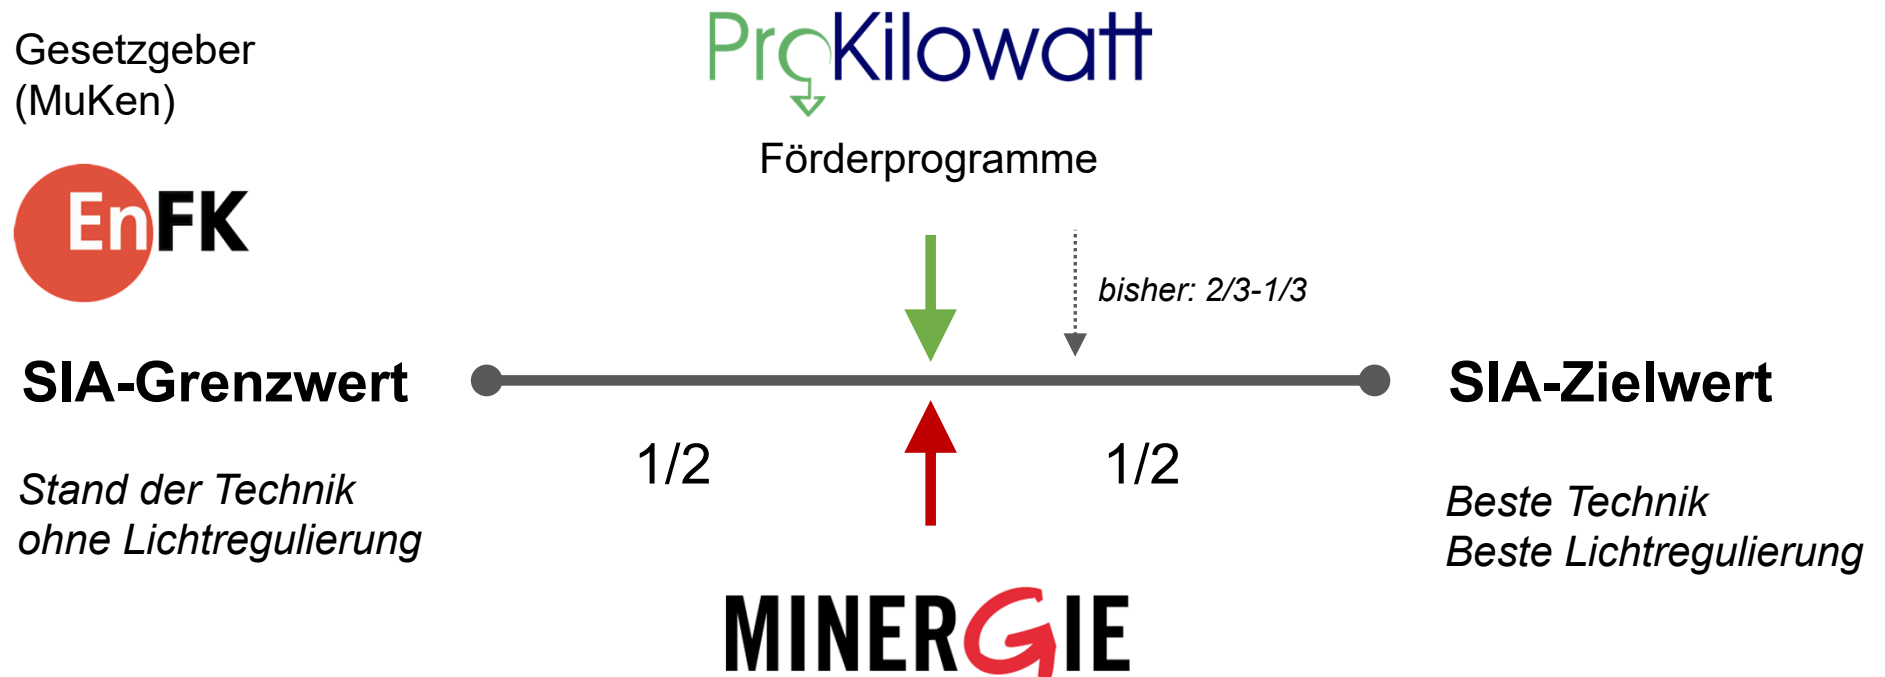 Gesetzgeber
(MuKen)
EnFK
ProKilowatt
Förderprogramme
bisher: 2/3-1/3
SIA-Grenzwert
SIA-Zielwert
1/2
1/2
Stand der Technik
ohne Lichtregulierung
Beste Technik
Beste Lichtregulierung
MINERGIE